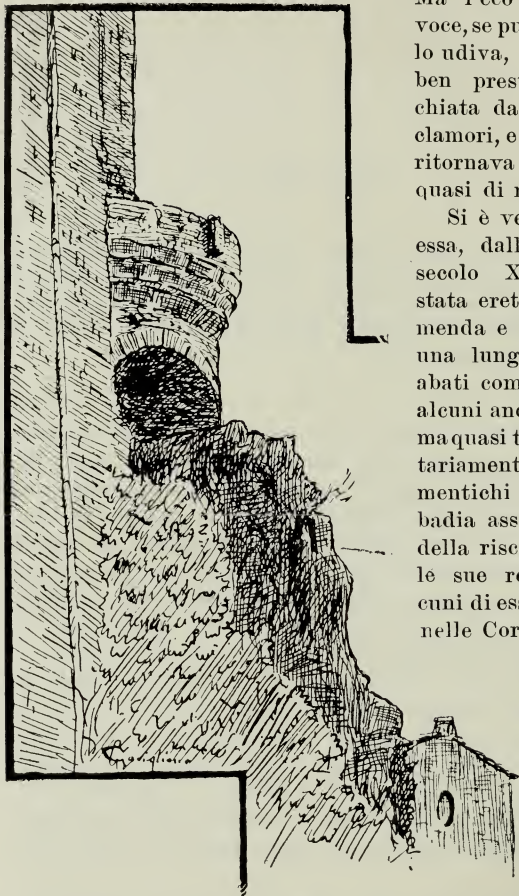 voce, se pu
lo udiva,
ben pres
chiata da
clamori, e
ritornava
quasi di
Si è ve
essa, dall
secolo X
stata eret
menda e
una lung
abati com
alcuni anc
ma quasi t
tariament
mentichi
badia ass
della risc
le sue re
cuni di es
nelle Cor